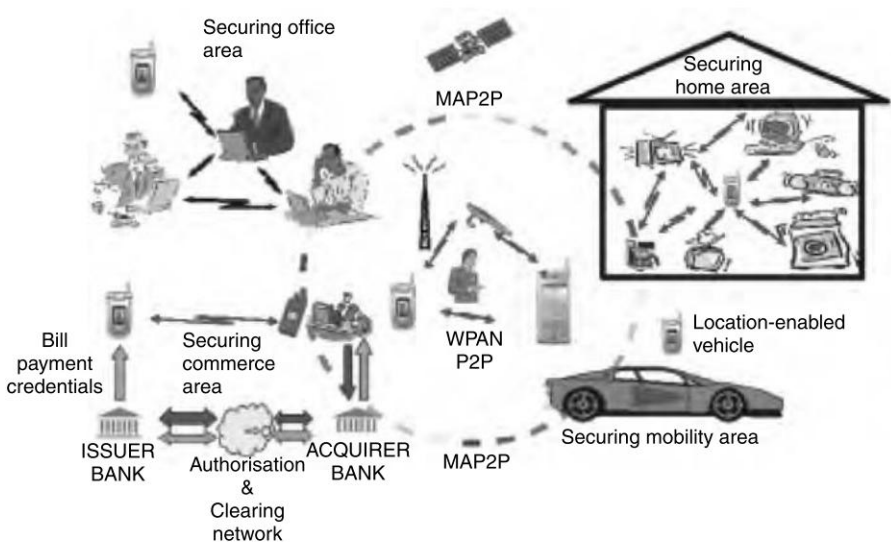 Securing office
area
MAP2P
Securing
home area
Bill
payment
credentials
Securing
commerce
area
WPAN
P2P
Location-enabled
vehicle
ISSUER
BANK
Authorisation
&
Clearing
network
ACQUIRER
BANK
MAP2P
Securing mobility area